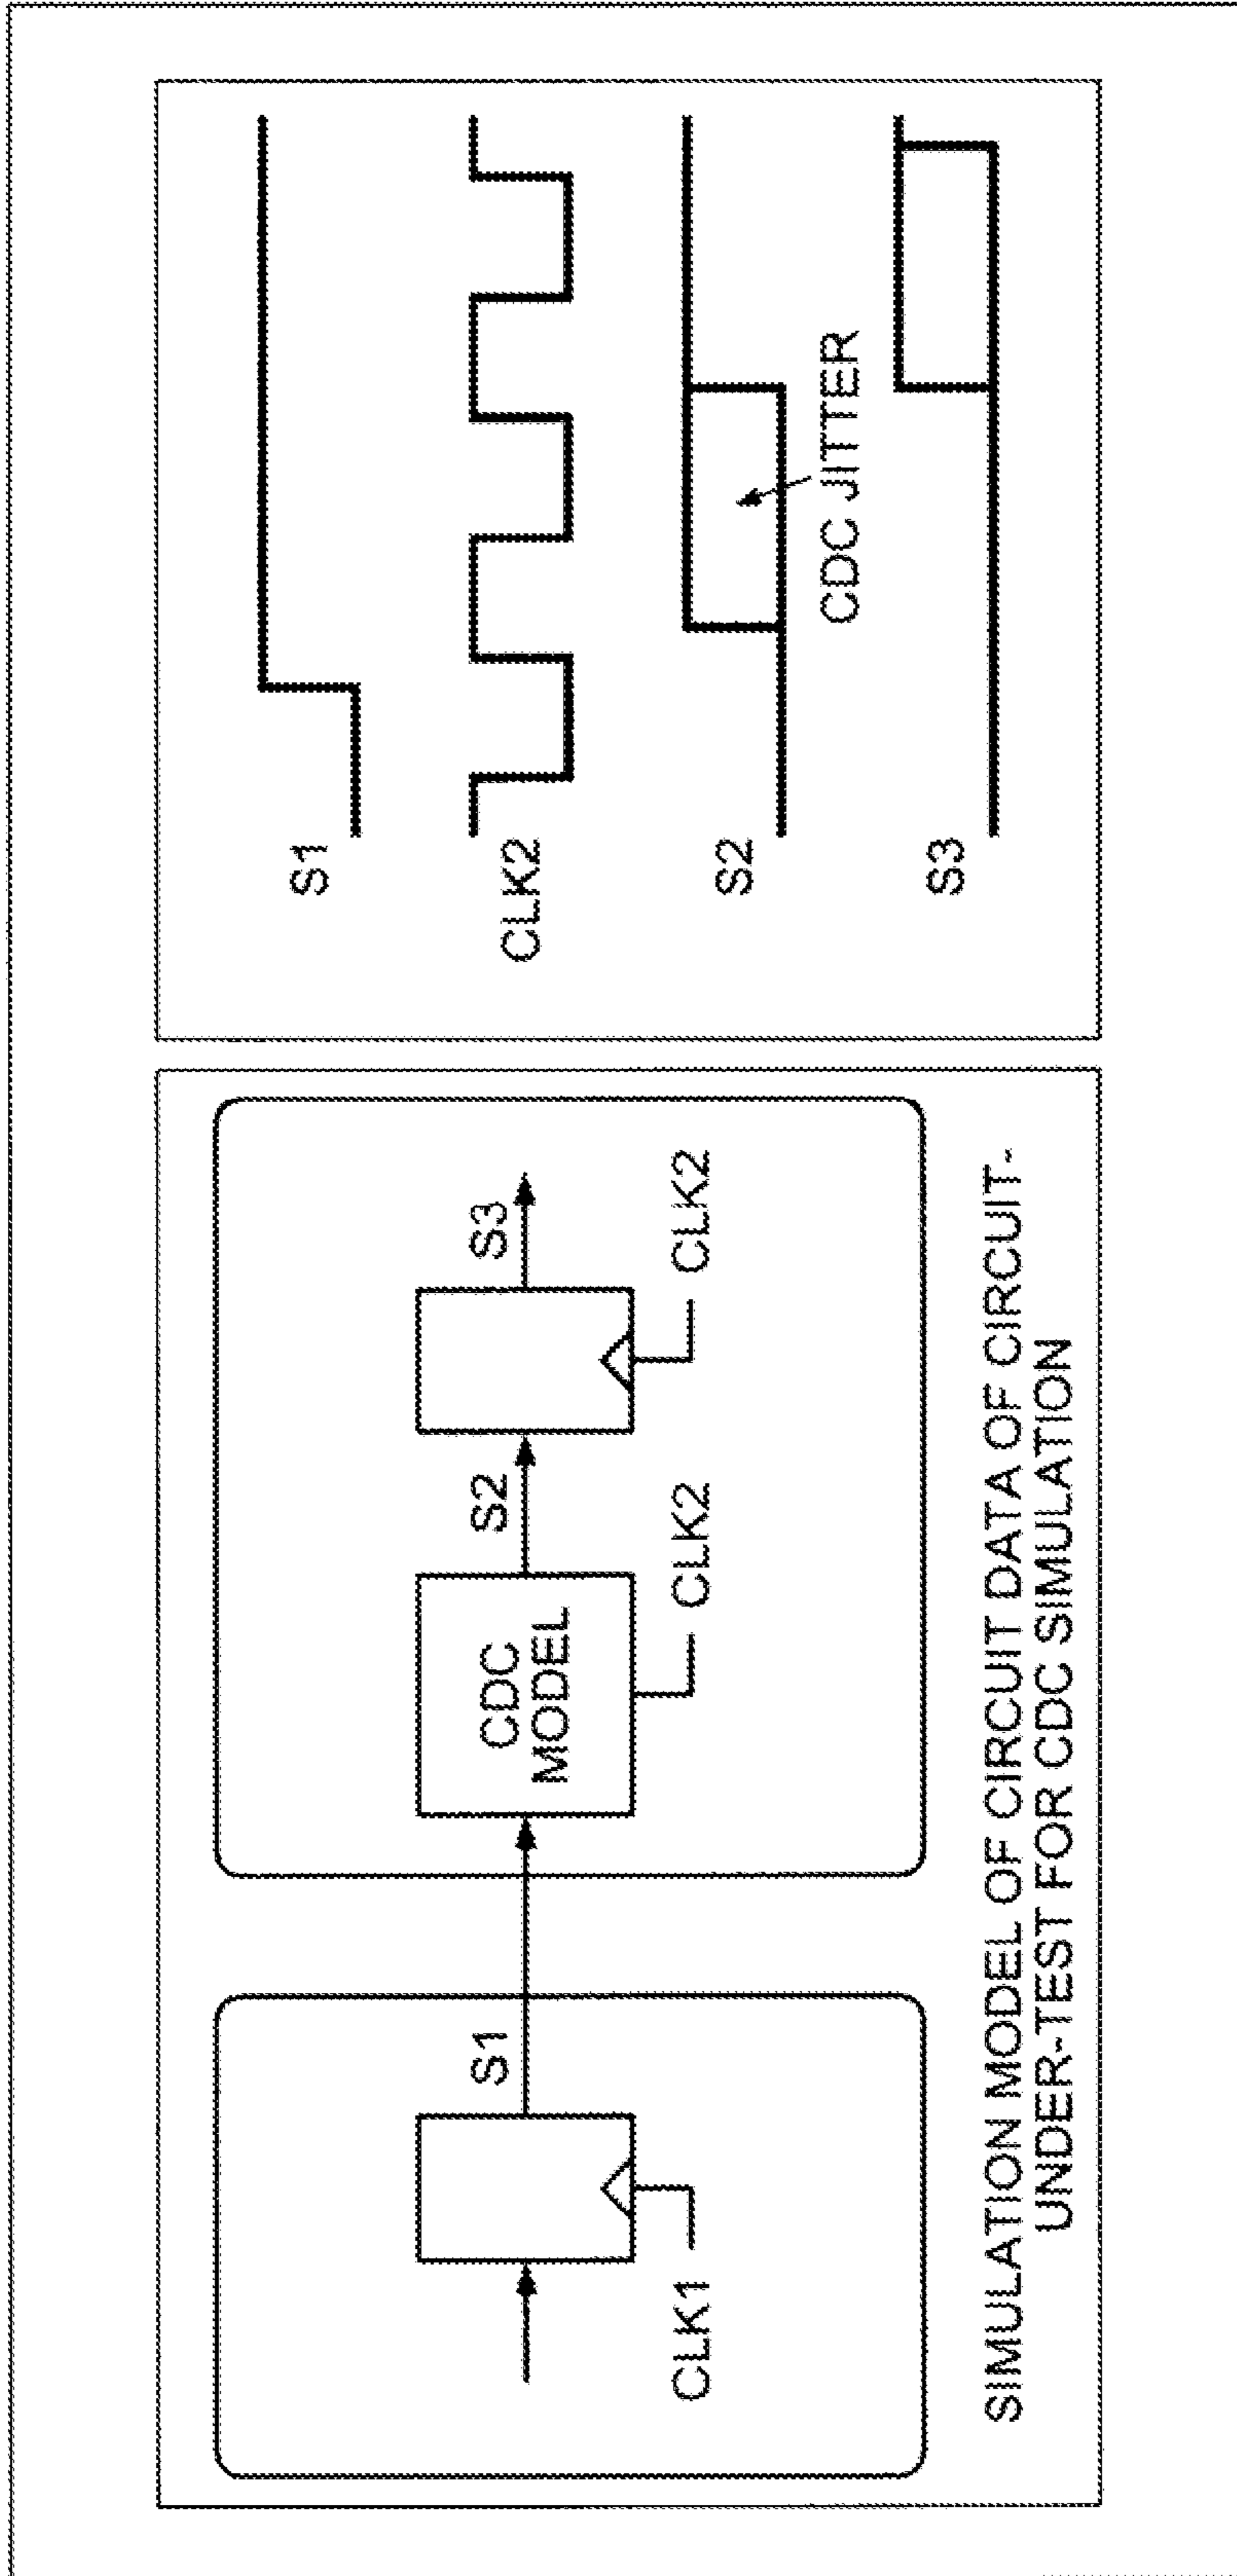 S1
CDC
MODEL
S2
S3
CLK1
CLK2
CLK2
SIMULATION MODEL OF CIRCUIT DATA OF CIRCUIT-
UNDER-TEST FOR CDC SIMULATION
S1
CLK2
S2
CDC JITTER
S3